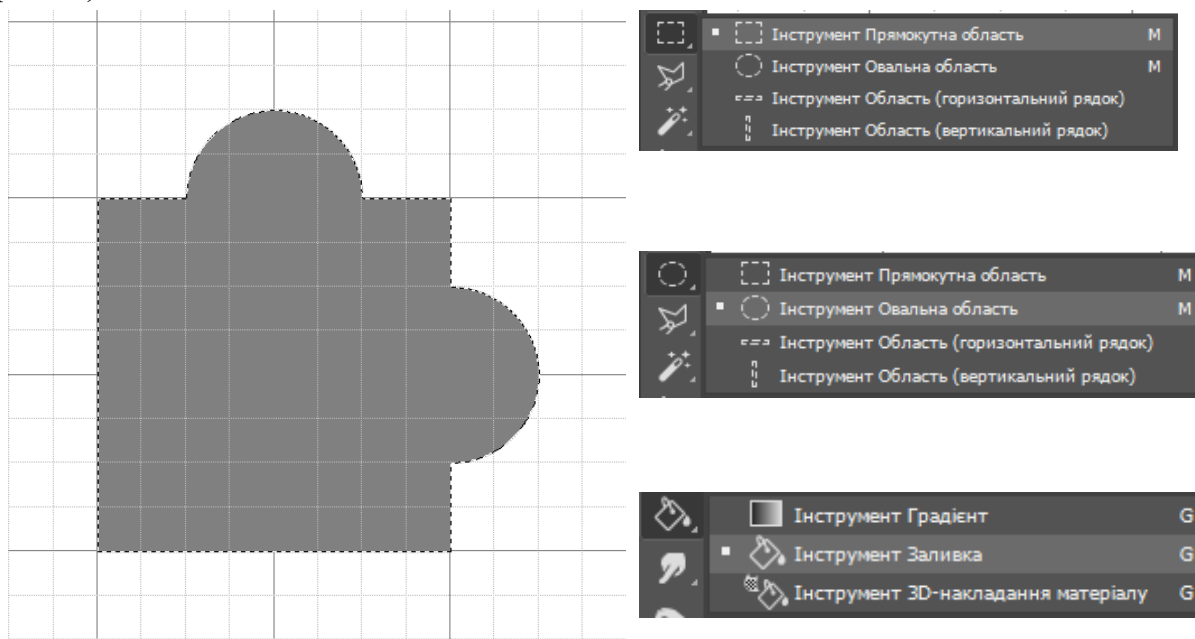 Інструмент Прямокутна область M
Інструмент Овальна область M
Інструмент Область (горизонтальний рядок)
Інструмент Область (вертикальний рядок)
Інструмент Прямокутна область M
Інструмент Овальна область M
Інструмент Область (горизонтальний рядок)
Інструмент Область (вертикальний рядок)
Інструмент Градієнт G
Інструмент Заливка G
Інструмент 3D-накладання матеріалу G